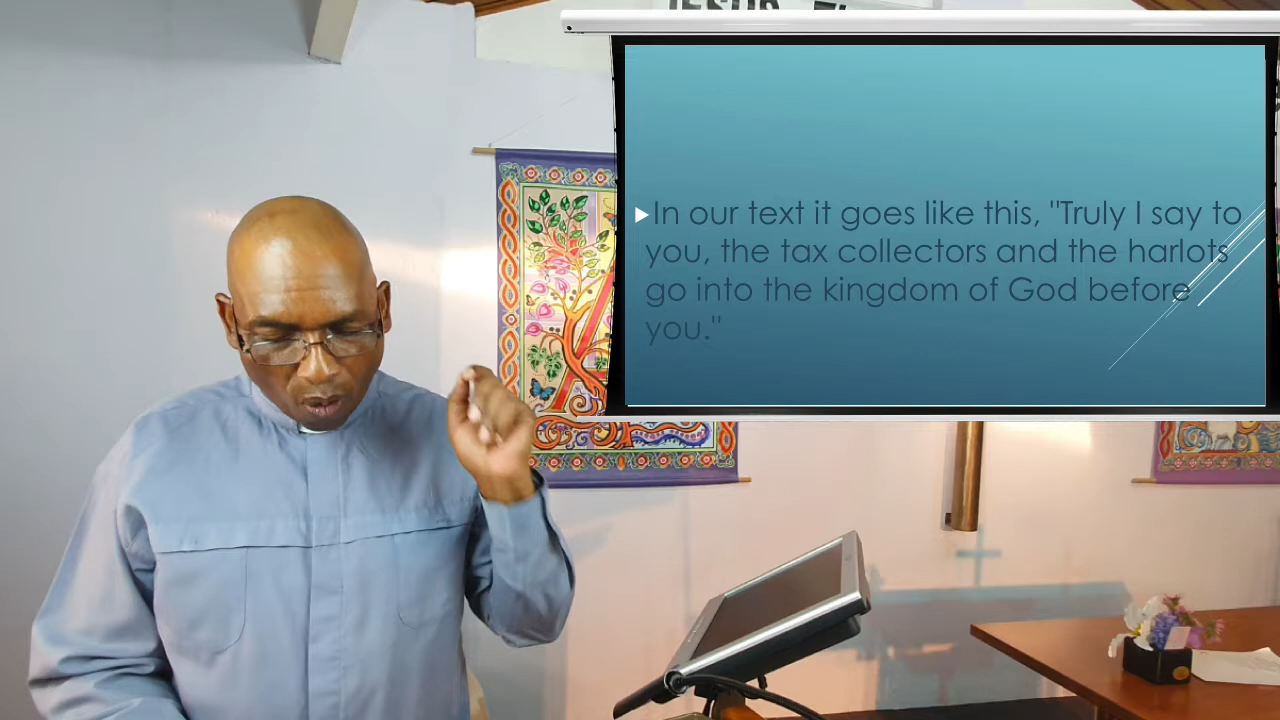 JESUS
In our text it goes like this, "Truly I say to
you, the tax collectors and the harlots
go into the kingdom of God before
you."